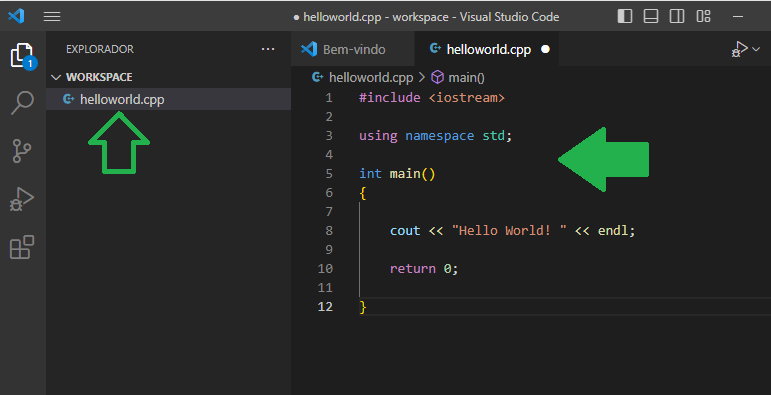 ● helloworld.cpp - workspace - Visual Studio Code
EXPLORADOR ...
WORKSPACE
helloworld.cpp
1
Bem-vindo
helloworld.cpp ●
helloworld.cpp > main()
1 #include <iostream>
2
3 using namespace std;
4
5 int main()
6 {
7
8 cout << "Hello World! " << endl;
9
10 return 0;
11
12 }